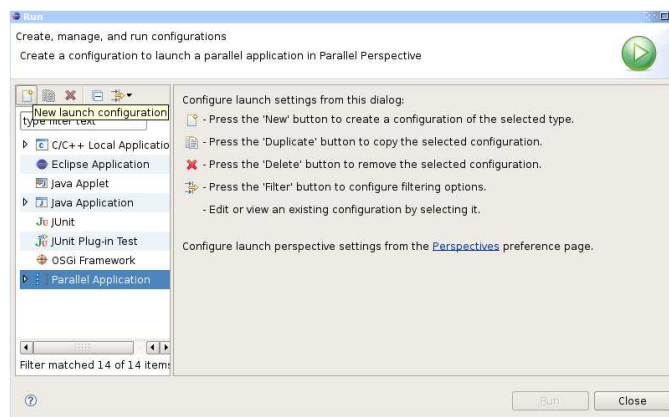 Run
Create, manage, and run configurations
Create a configuration to launch a parallel application in Parallel Perspective
New launch configuration
type filter text
C/C++ Local Applicatio
Eclipse Application
Java Applet
Java Application
Ju JUnit
JUnit Plug-in Test
OSGi Framework
Parallel Application
Filter matched 14 of 14 items
Configure launch settings from this dialog:
- Press the 'New' button to create a configuration of the selected type.
- Press the 'Duplicate' button to copy the selected configuration.
- Press the 'Delete' button to remove the selected configuration.
- Press the 'Filter' button to configure filtering options.
- Edit or view an existing configuration by selecting it.
Configure launch perspective settings from the Perspectives preference page.
Run
Close